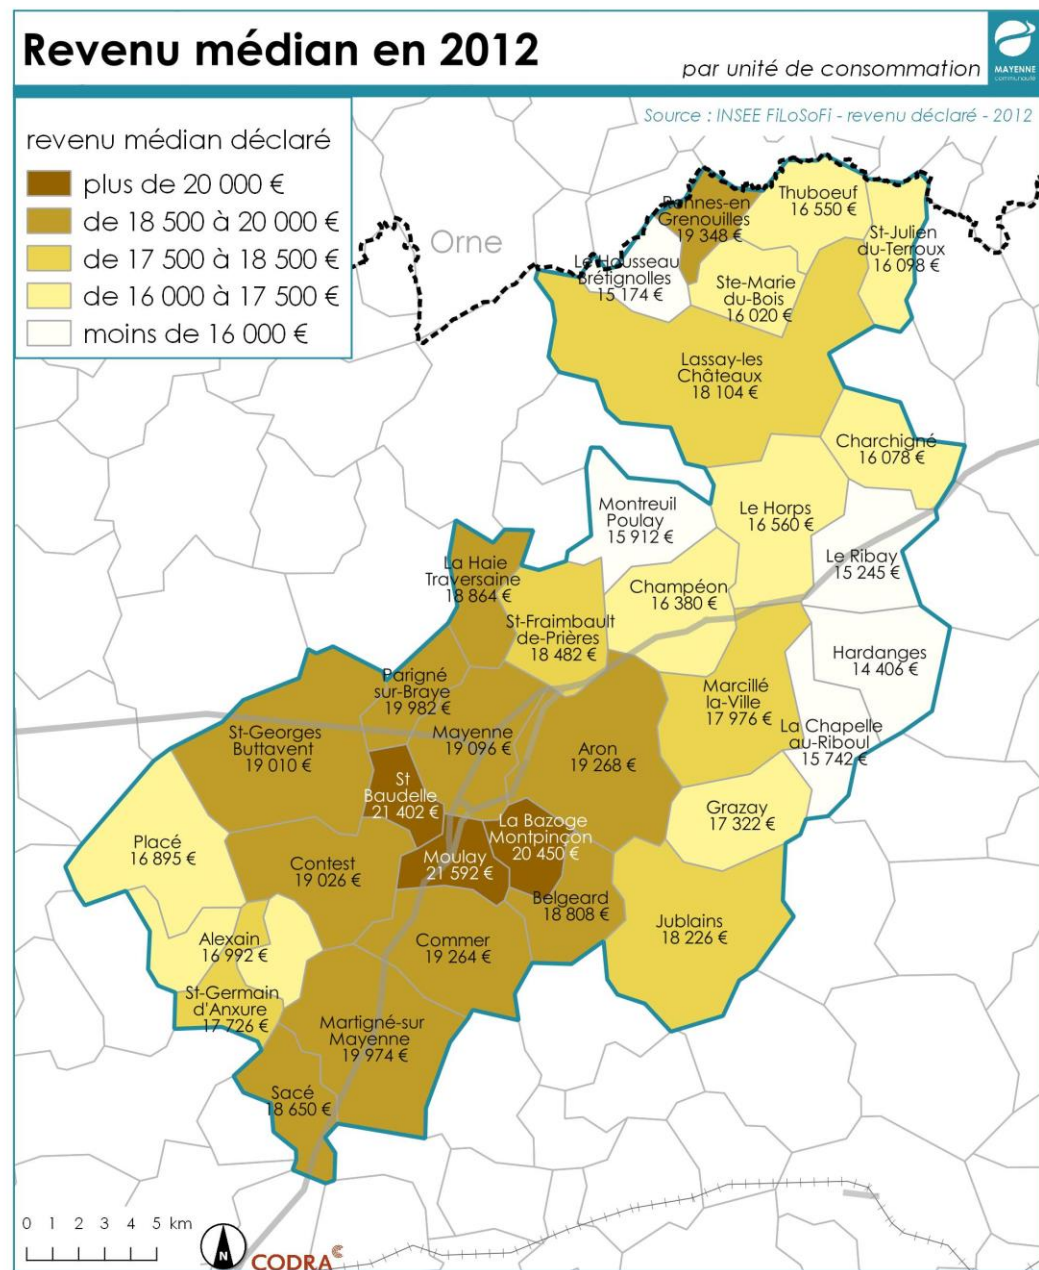 Revenu médian en 2012
par unité de consommation
MAYENNE
communauté
Source : INSEE FiLoSoFi - revenu déclaré - 2012
revenu médian déclaré
plus de 20 000 €
de 18 500 à 20 000 €
de 17 500 à 18 500 €
de 16 000 à 17 500 €
moins de 16 000 €
Orne
Rennes-en
Grenouilles
19 348 €
Thuboeuf
16 550 €
St-Julien
du-Terroux
16 098 €
Le Housseau
Brétignolles
15 174 €
Ste-Marie
du-Bois
16 020 €
Lassay-les
Châteaux
18 104 €
Charchigné
16 078 €
Montreuil
Poulay
15 912 €
Le Horps
16 560 €
Le Ribay
15 245 €
La Haie
Traversaine
18 864 €
Champéon
16 380 €
St-Fraimbault
de-Prières
18 482 €
Hardanges
14 406 €
Parigné
sur-Braye
19 982 €
Marcillé
la-Ville
17 976 €
La Chapelle
au-Riboul
15 742 €
St-Georges
Buttavent
19 010 €
Mayenne
19 096 €
Aron
19 268 €
St
Baudelle
21 402 €
Grazay
17 322 €
La Bazoge
Montpinçon
20 450 €
Placé
16 895 €
Contest
19 026 €
Moulay
21 592 €
Belgeard
18 808 €
Jublains
18 226 €
Alexain
16 992 €
Commer
19 264 €
St-Germain
d'Anxure
17 726 €
Martigné-sur
Mayenne
19 974 €
Sacé
18 650 €
0 1 2 3 4 5 km
N
CODRA